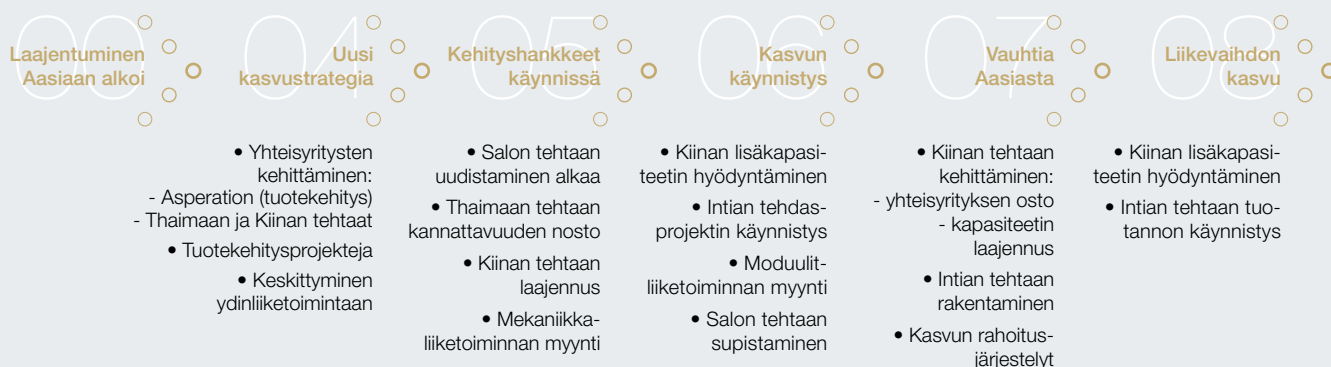 00
Laajentuminen
Aasiaan alkoi
04
Uusi
kasvustrategia
• Yhteisyritysten
kehittäminen:
- Asperation (tuotekehitys)
- Thaimaan ja Kiinan tehtaat
• Tuotekehitysprojekteja
• Keskittyminen
ydinliiketoimintaan
05
Kehityshankkeet
käynnissä
• Salon tehtaan
uudistaminen alkaa
• Thaimaan tehtaan
kannattavuuden nosto
• Kiinan tehtaan
laajennus
• Mekaniikka-
liiketoiminnan myynti
06
Kasvun
käynnistys
• Kiinan lisäkapasi-
teetin hyödyntäminen
• Intian tehdas-
projektin käynnistys
• Moduulit-
liiketoiminnan myynti
• Salon tehtaan
supistaminen
07
Vauhtia
Aasiasta
• Kiinan tehtaan
kehittäminen:
- yhteisyrityksen osto
- kapasiteetin
laajennus
• Intian tehtaan
rakentaminen
• Kasvun rahoitus-
järjestelyt
08
Liikevaihdon
kasvu
• Kiinan lisäkapasi-
teetin hyödyntäminen
• Intian tehtaan tuo-
tannon käynnistys